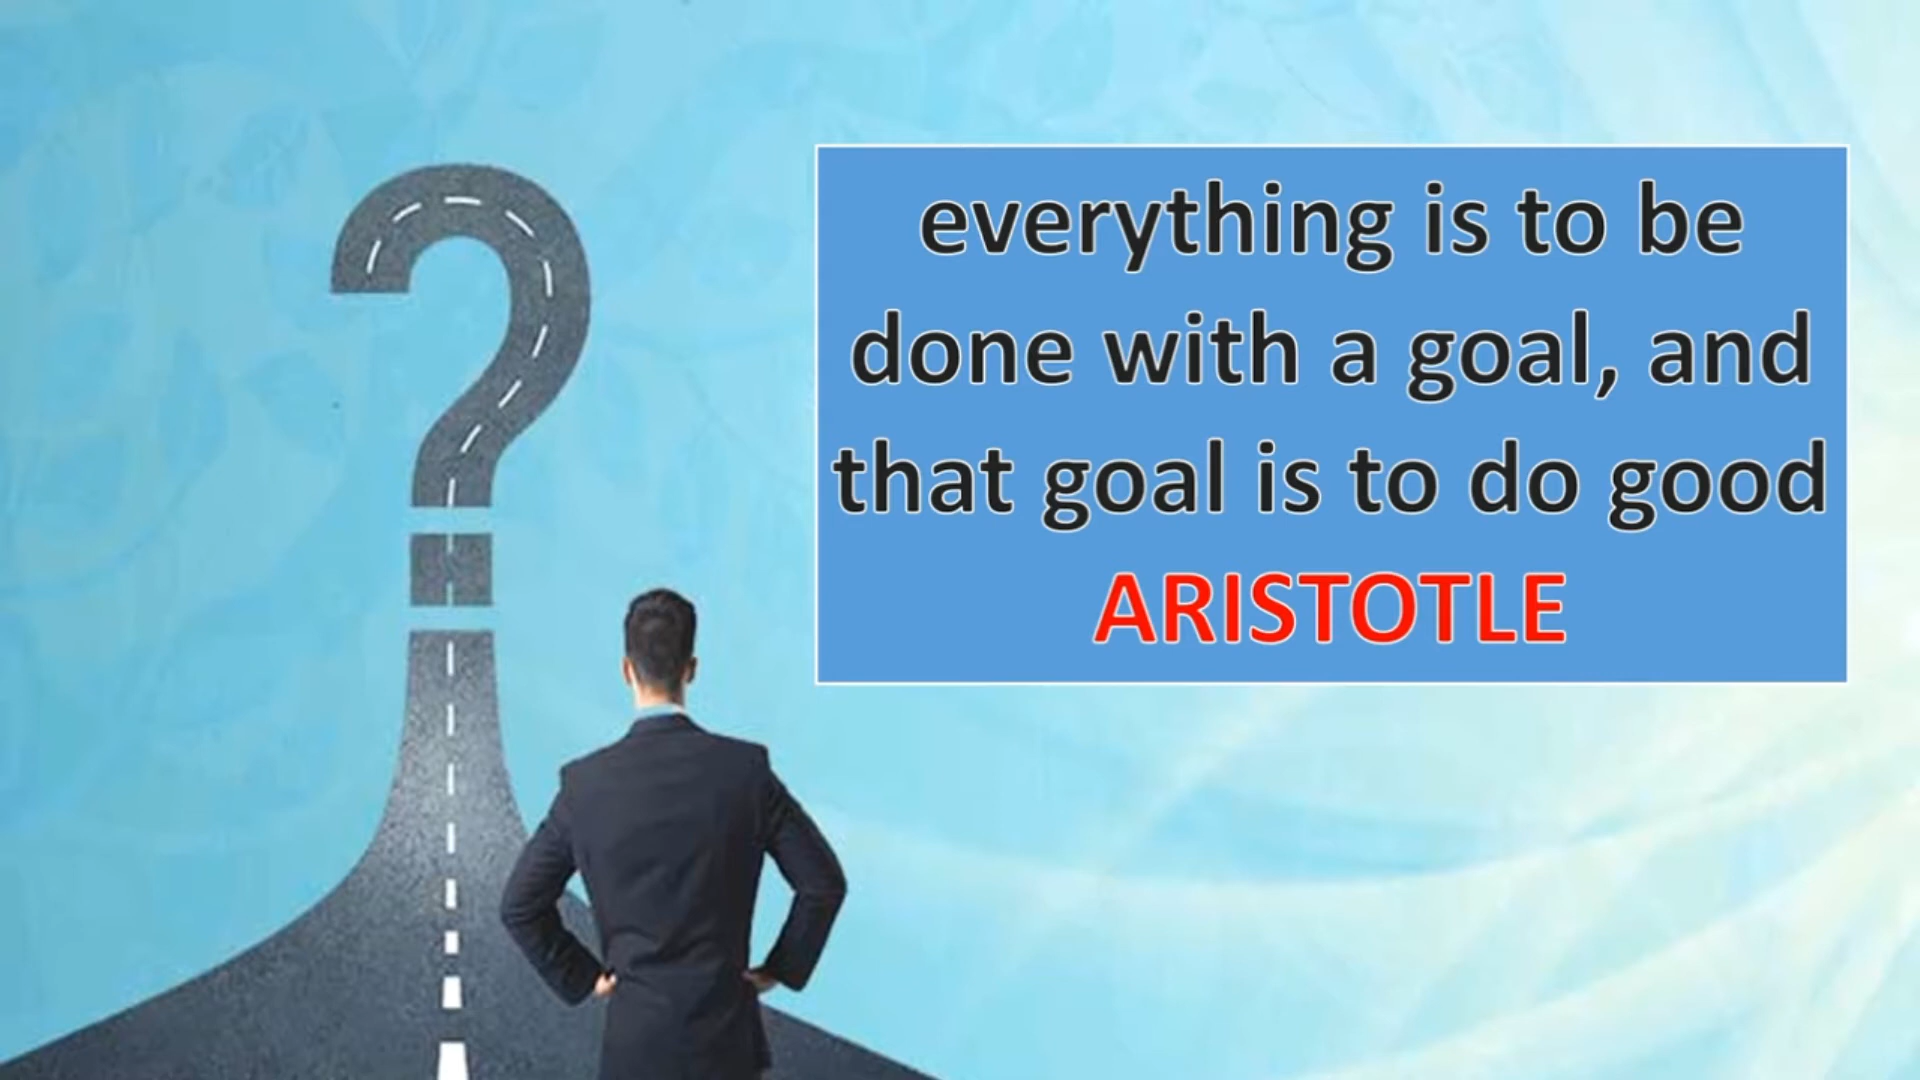 everything is to be
done with a goal, and
that goal is to do good
ARISTOTLE